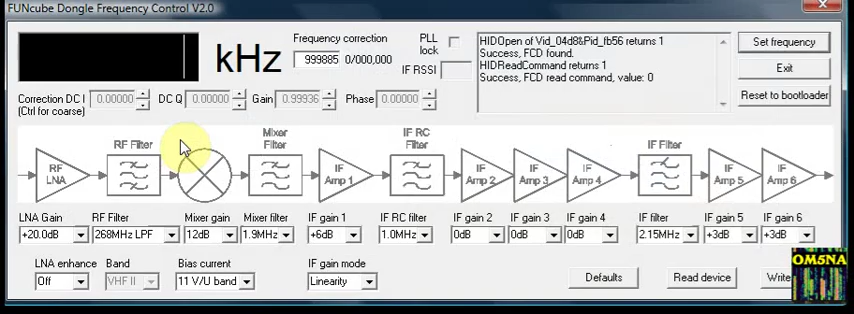 FUNcube Dongle Frequency Control V2.0
kHz
Frequency correction
999885 0/000,000
PLL lock
IF RSSI
HIDOpen of Vid_04d8&Pid_fb56 returns 1
Success, FCD found.
HIDReadCommand returns 1
Success, FCD read command, value: 0
Set frequency
Exit
Reset to bootloader
Correction DC I 0.00000 DC Q 0.00000 Gain 0.99936 Phase 0.00000
(Ctrl for coarse)
RF LNA
RF Filter
Mixer Filter
IF Amp 1
IF RC Filter
IF Amp 2
IF Amp 3
IF Amp 4
IF Filter
IF Amp 5
IF Amp 6
LNA Gain RF Filter Mixer gain Mixer filter IF gain 1 IF RC filter IF gain 2 IF gain 3 IF gain 4 IF filter IF gain 5 IF gain 6
+20.0dB 268MHz LPF 12dB 1.9MHz +6dB 1.0MHz 0dB 0dB 0dB 2.15MHz +3dB +3dB
LNA enhance Band Bias current IF gain mode
Off VHF II 11 V/U band Linearity
Defaults Read device Write
OM5NA